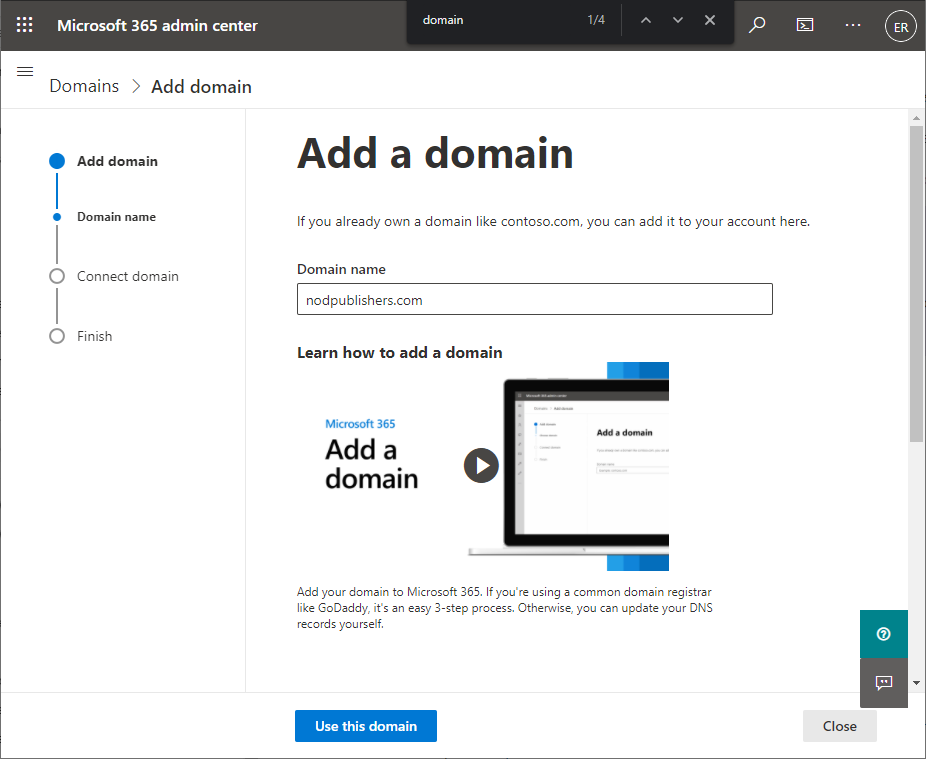 Microsoft 365 admin center
domain
1/4
ER
Domains
Add domain
Add domain
Domain name
Connect domain
Finish
Add a domain
If you already own a domain like contoso.com, you can add it to your account here.
Domain name
nodpublishers.com
Learn how to add a domain
Microsoft 365
Add a
domain
Microsoft 365 admin center
Add a domain
Add your domain to Microsoft 365. If you're using a common domain registrar
like GoDaddy, it's an easy 3-step process. Otherwise, you can update your DNS
records yourself.
Use this domain
Close